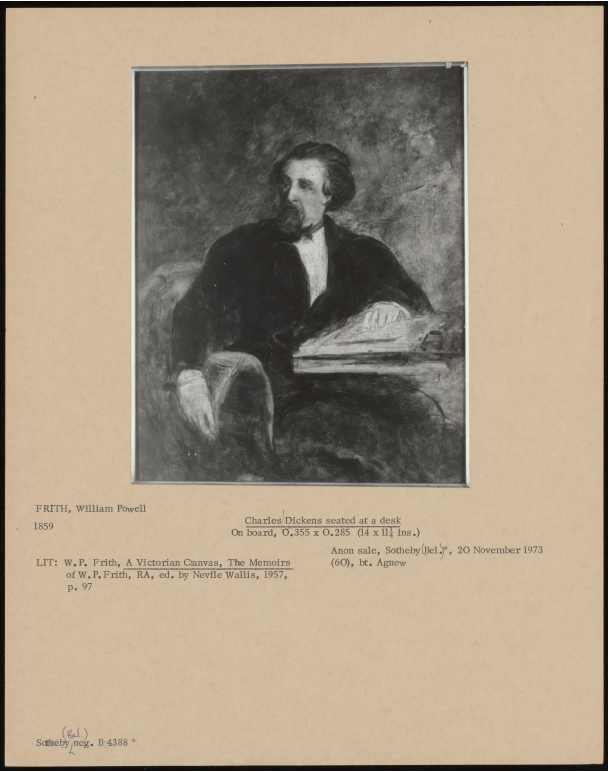 FRITH, William Powell
1859
Charles Dickens seated at a desk
On board, 0.355 x 0.285 (14 x 11¼ ins.)
Anon sale, Sotheby (Bel.)*, 20 November 1973
(60), bt. Agnew
LIT: W.P. Frith, A Victorian Canvas, The Memoirs
of W.P.Frith, RA, ed. by Nevile Wallis, 1957,
p. 97
(Bel.)
Sotheby neg. B 4388 *